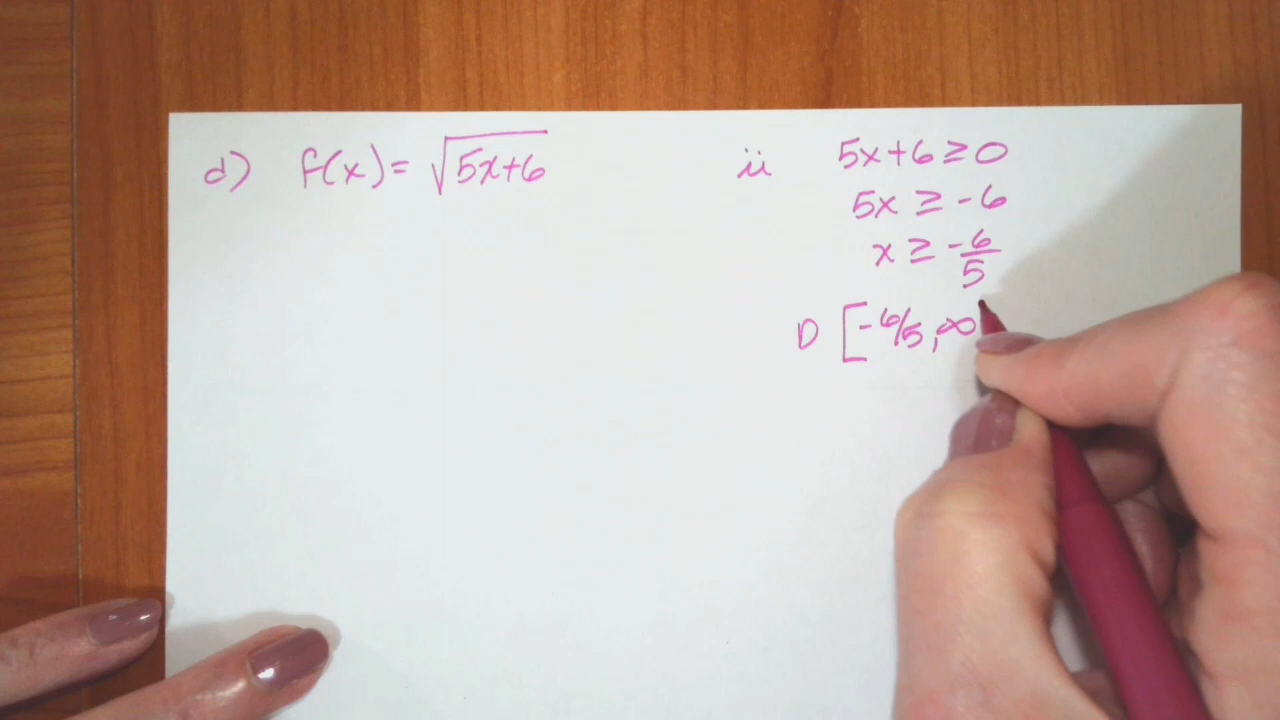 d) f(x) = √5x+6
ii 5x+6 ≥ 0
5x ≥ -6
x ≥ -6/5
D [-6/5, ∞